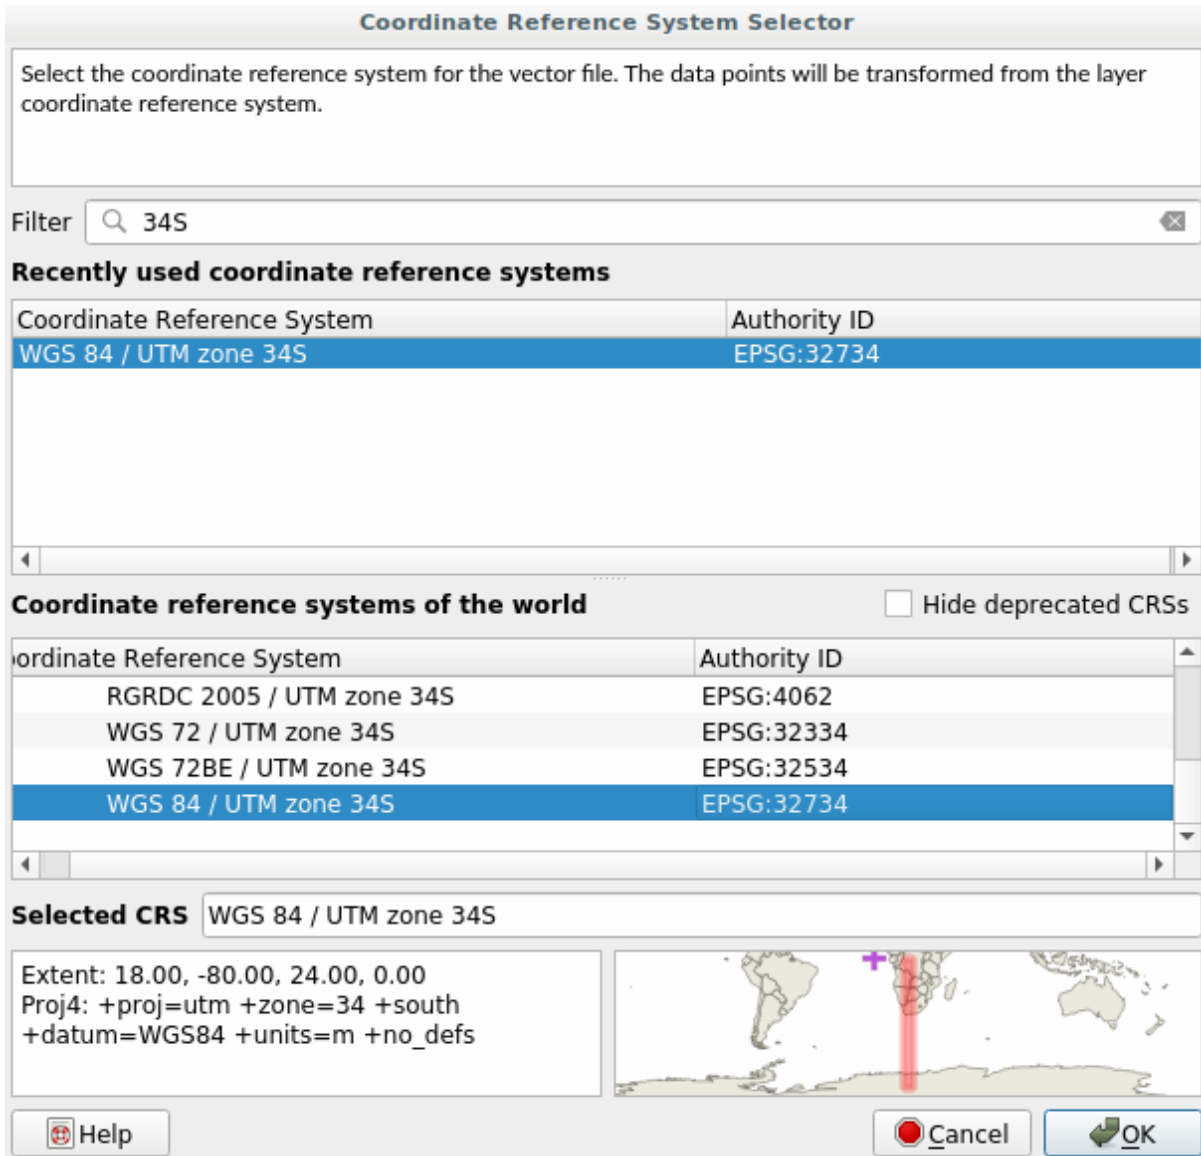 Coordinate Reference System Selector
Select the coordinate reference system for the vector file. The data points will be transformed from the layer
coordinate reference system.
Filter 34S
Recently used coordinate reference systems
Coordinate Reference System Authority ID
WGS 84 / UTM zone 34S EPSG:32734
Coordinate reference systems of the world Hide deprecated CRSs
ordinate Reference System Authority ID
RGRDC 2005 / UTM zone 34S EPSG:4062
WGS 72 / UTM zone 34S EPSG:32334
WGS 72BE / UTM zone 34S EPSG:32534
WGS 84 / UTM zone 34S EPSG:32734
Selected CRS WGS 84 / UTM zone 34S
Extent: 18.00, -80.00, 24.00, 0.00
Proj4: +proj=utm +zone=34 +south
+datum=WGS84 +units=m +no_defs
Help Cancel OK